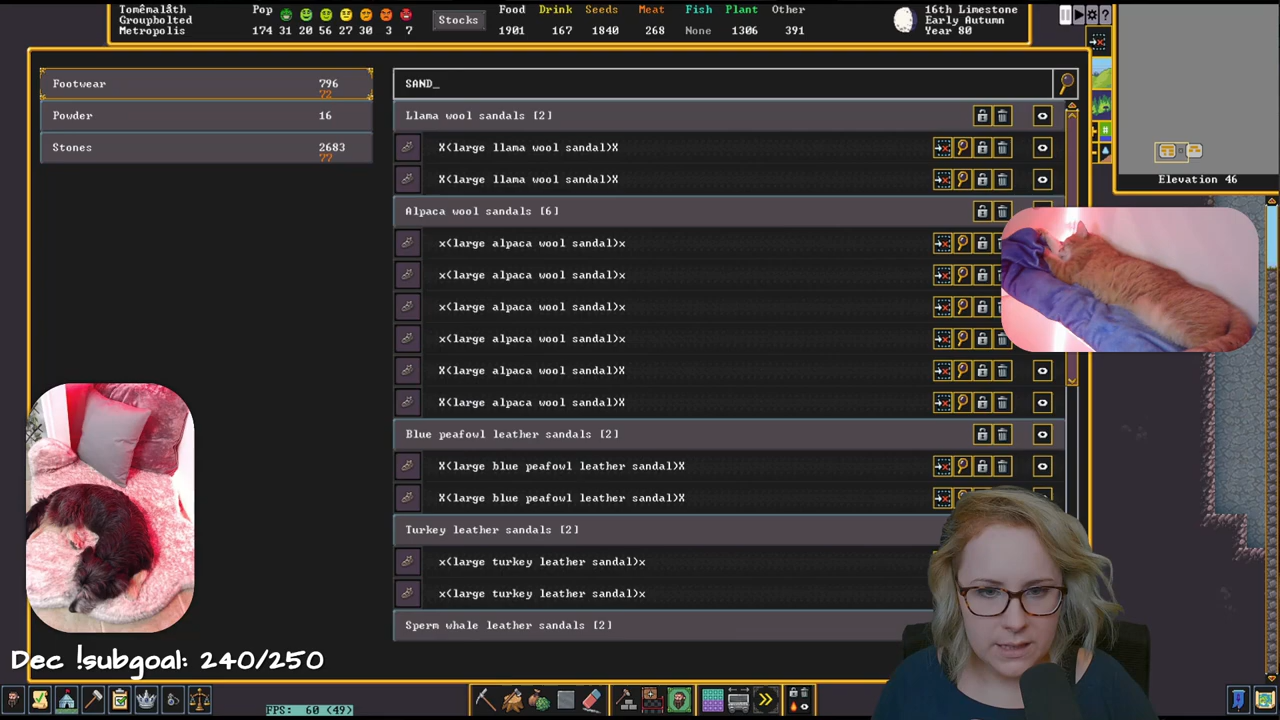 Tomêmalåth
Groupbolted
Metropolis
Pop
174 31 20 56 27 30 3 7
Stocks
Food Drink Seeds Meat Fish Plant Other
1901 167 1840 268 None 1306 391
16th Limestone
Early Autumn
Year 80
Elevation 46
Footwear 796
72
Powder 16
Stones 2683
77
SAND_
Llama wool sandals [2]
X(large llama wool sandal)X
X(large llama wool sandal)X
Alpaca wool sandals [6]
x(large alpaca wool sandal)x
x(large alpaca wool sandal)x
x(large alpaca wool sandal)x
x(large alpaca wool sandal)x
X(large alpaca wool sandal)X
X(large alpaca wool sandal)X
Blue peafowl leather sandals [2]
X(large blue peafowl leather sandal)X
X(large blue peafowl leather sandal)X
Turkey leather sandals [2]
x(large turkey leather sandal)x
x(large turkey leather sandal)x
Sperm whale leather sandals [2]
Dec !subgoal: 240/250
FPS: 60 (49)